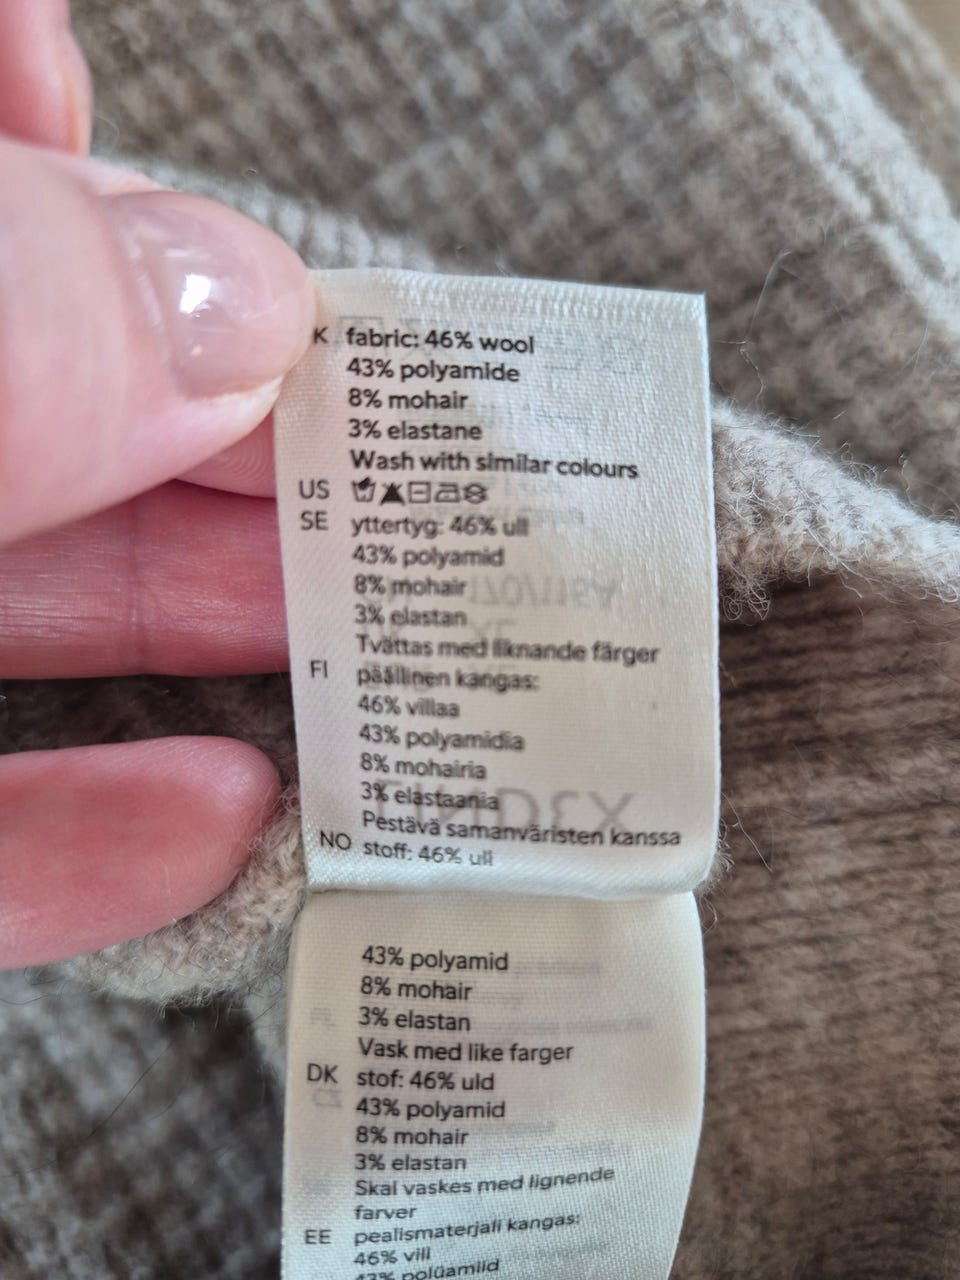 K fabric: 46% wool
43% polyamide
8% mohair
3% elastane
Wash with similar colours
US
SE yttertyg: 46% ull
43% polyamid
8% mohair
3% elastan
Tvättas med liknande färger
FI päällinen kangas:
46% villaa
43% polyamidia
8% mohairia
3% elastaania
Pestävä samanväristen kanssa
NO stoff: 46% ull
43% polyamid
8% mohair
3% elastan
Vask med like farger
DK stof: 46% uld
43% polyamid
8% mohair
3% elastan
Skal vaskes med lignende
farver
EE pealismaterjali kangas:
46% vill
43% polüamiid